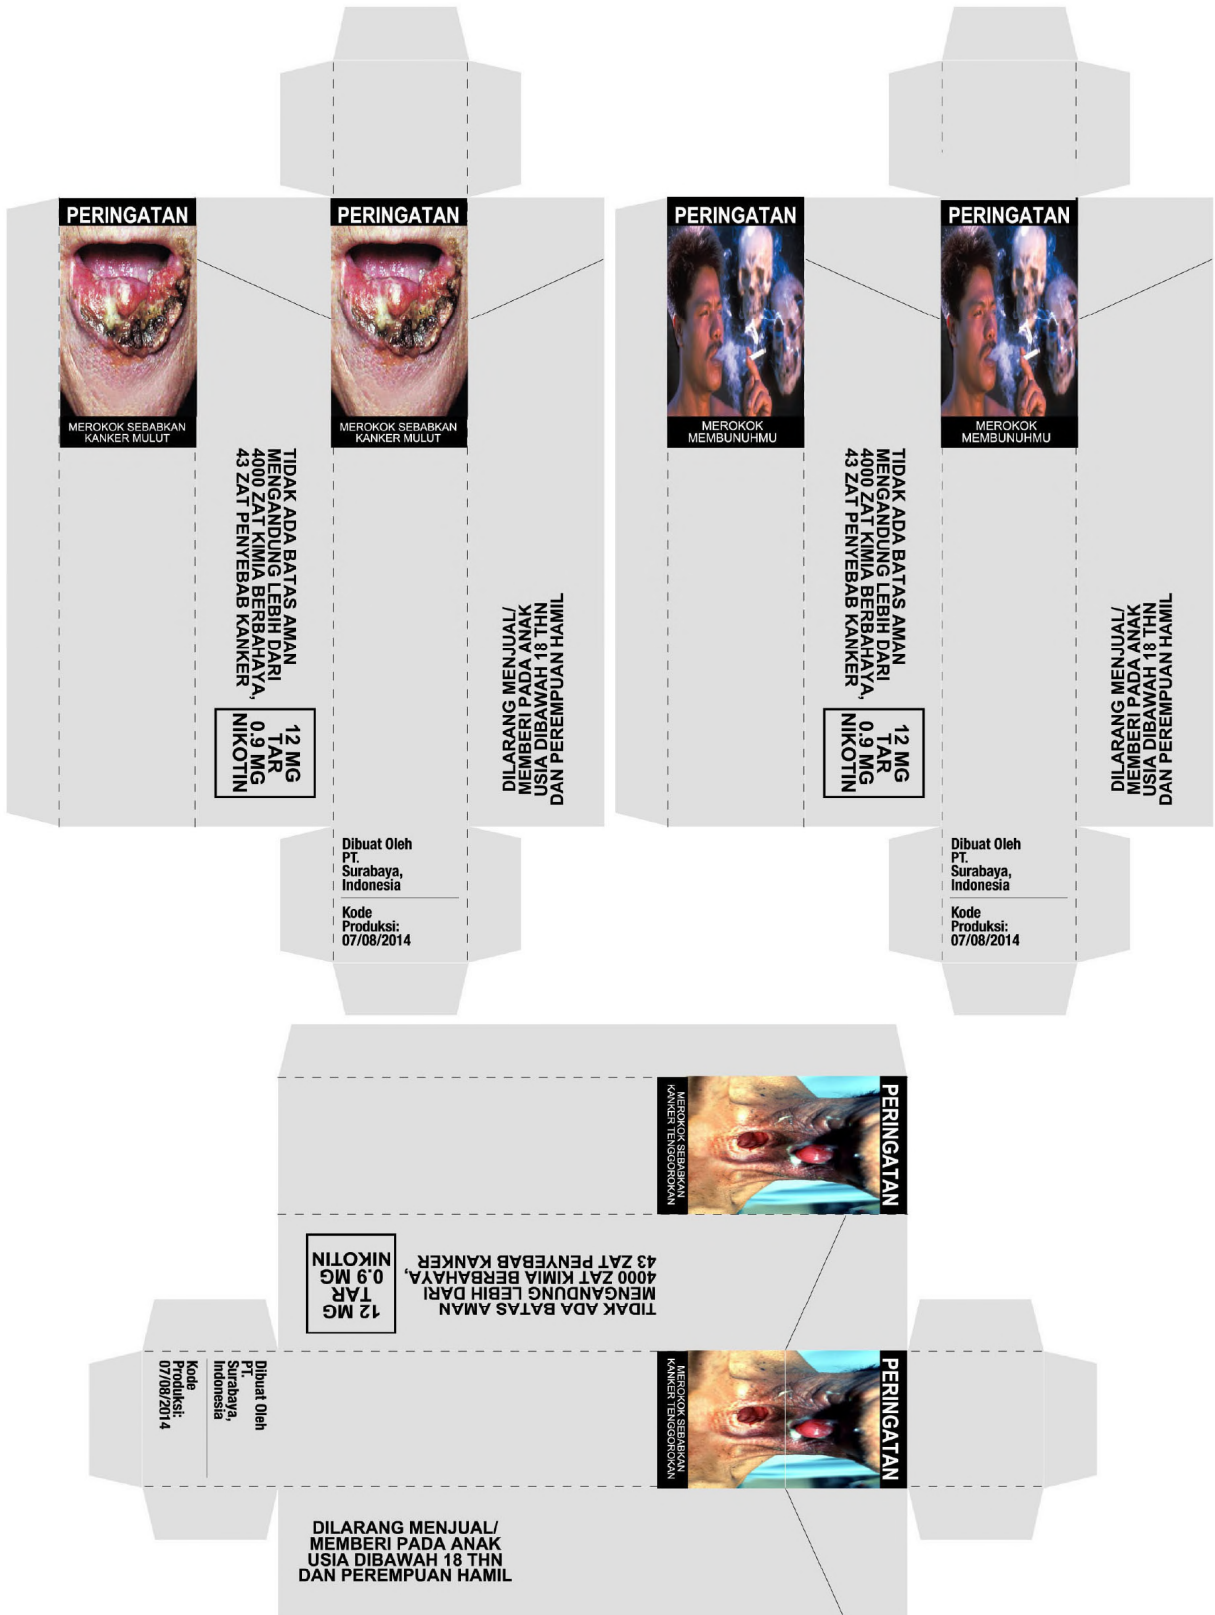 PERINGATAN
MEROKOK SEBABKAN
KANKER MULUT
PERINGATAN
MEROKOK SEBABKAN
KANKER MULUT
TIDAK ADA BATAS AMAN
MENGANDUNG LEBIH DARI
4000 ZAT KIMIA BERBAHAYA,
43 ZAT PENYEBAB KANKER
12 MG
TAR
0.9 MG
NIKOTIN
DILARANG MENJUAL/
MEMBERI PADA ANAK
USIA DIBAWAH 18 THN
DAN PEREMPUAN HAMIL
Dibuat Oleh
PT.
Surabaya,
Indonesia
Kode
Produksi:
07/08/2014
PERINGATAN
MEROKOK
MEMBUNUHMU
PERINGATAN
MEROKOK
MEMBUNUHMU
TIDAK ADA BATAS AMAN
MENGANDUNG LEBIH DARI
4000 ZAT KIMIA BERBAHAYA,
43 ZAT PENYEBAB KANKER
12 MG
TAR
0.9 MG
NIKOTIN
DILARANG MENJUAL/
MEMBERI PADA ANAK
USIA DIBAWAH 18 THN
DAN PEREMPUAN HAMIL
Dibuat Oleh
PT.
Surabaya,
Indonesia
Kode
Produksi:
07/08/2014
PERINGATAN
MEROKOK SEBABKAN
KANKER TENGGOROKAN
TIDAK ADA BATAS AMAN
MENGANDUNG LEBIH DARI
4000 ZAT KIMIA BERBAHAYA,
43 ZAT PENYEBAB KANKER
12 MG
TAR
0.9 MG
NIKOTIN
PERINGATAN
MEROKOK SEBABKAN
KANKER TENGGOROKAN
Dibuat Oleh
PT.
Surabaya,
Indonesia
Kode
Produksi:
07/08/2014
DILARANG MENJUAL/
MEMBERI PADA ANAK
USIA DIBAWAH 18 THN
DAN PEREMPUAN HAMIL